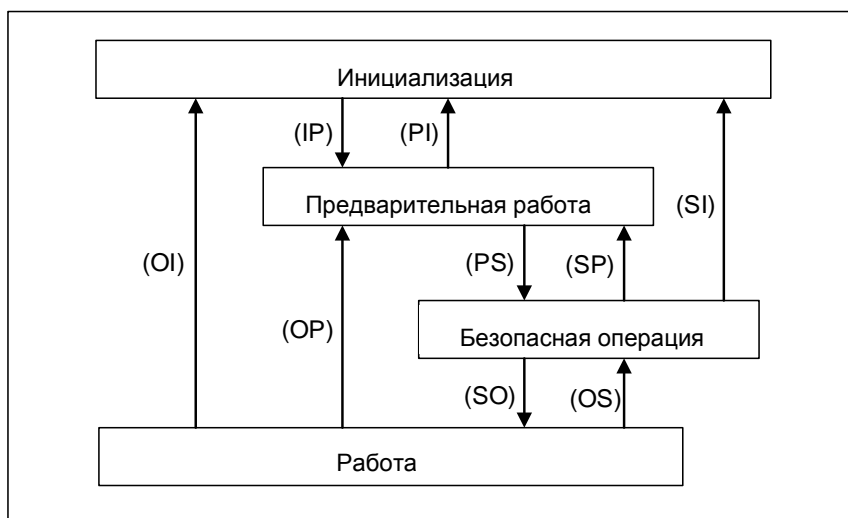 Инициализация
(IP)
(PI)
Предварительная работа
(SI)
(OI)
(PS)
(SP)
(OP)
Безопасная операция
(SO)
(OS)
Работа